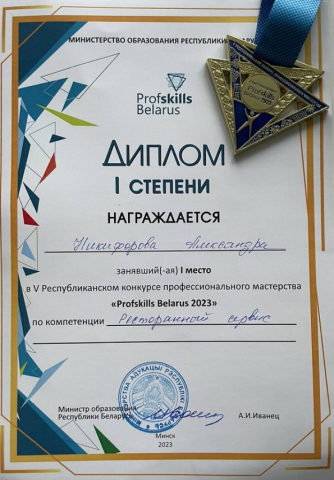 МИНИСТЕРСТВО ОБРАЗОВАНИЯ РЕСПУБЛИКИ
Profskills
Belarus
Profskills
ДИПЛОМ
I СТЕПЕНИ
НАГРАЖДАЕТСЯ
Никифорова Александра
занявший(-ая) I место
в V Республиканском конкурсе профессионального мастерства
«Profskills Belarus 2023»
по компетенции Ресторанный сервис
Министр образования
Республики Беларусь
А.И.Иванец
Минск
2023